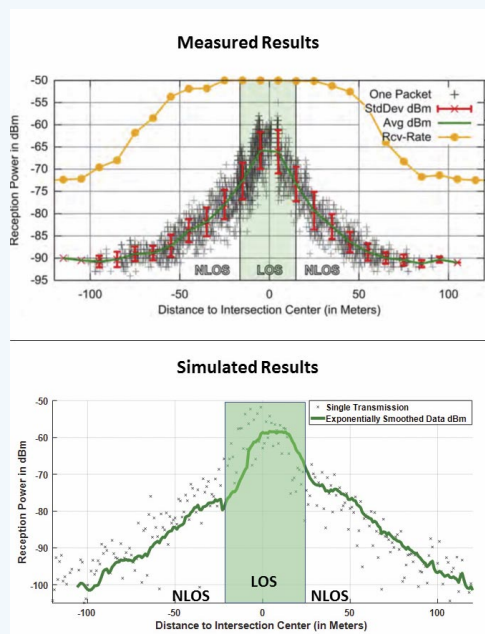 Measured Results
-50
-55
-60
-65
-70
-75
-80
-85
-90
-95
Reception Power in dBm
One Packet
StdDev dBm
Avg dBm
Rcv-Rate
NLOS
LOS
NLOS
-100
-50
0
50
100
Distance to Intersection Center (in Meters)
Simulated Results
-50
-60
-70
-80
-90
-100
Reception Power in dBm
Single Transmission
Exponentially Smoothed Data dBm
NLOS
LOS
NLOS
-100
-50
0
50
100
Distance to Intersection Center (in Meters)